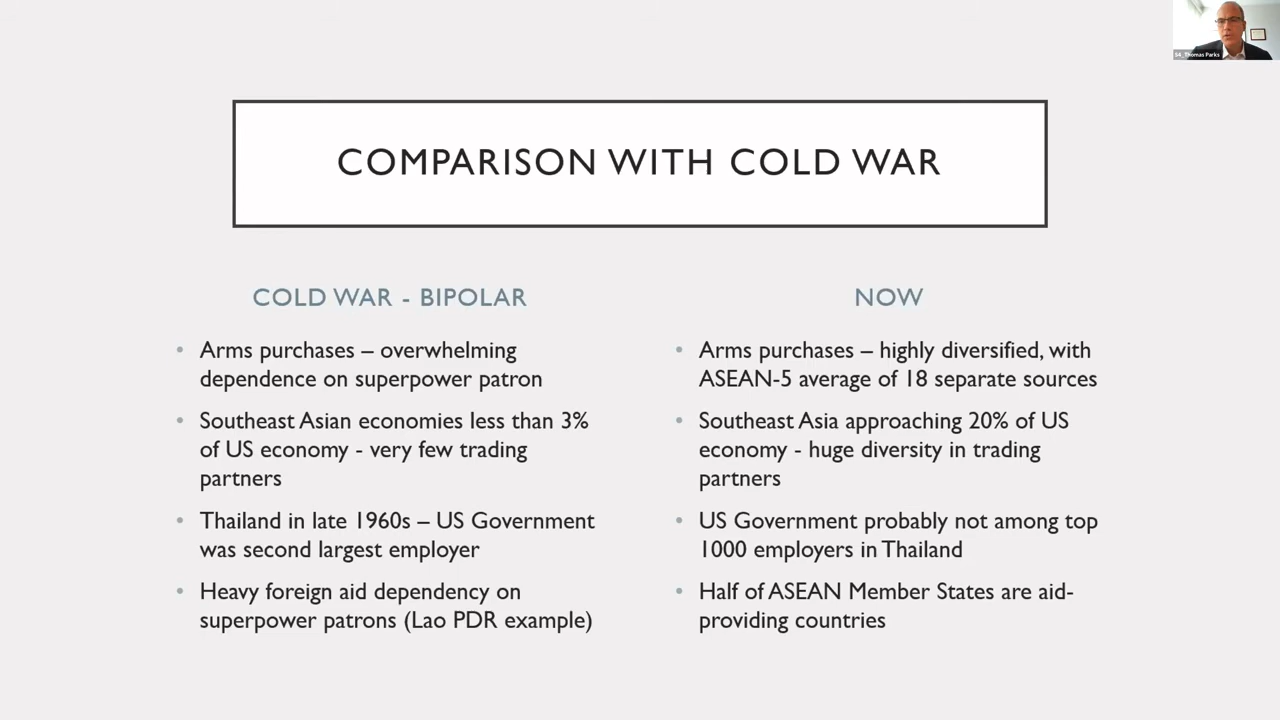 S4_Thomas Parks
COMPARISON WITH COLD WAR
COLD WAR - BIPOLAR
• Arms purchases – overwhelming
dependence on superpower patron
• Southeast Asian economies less than 3%
of US economy - very few trading
partners
• Thailand in late 1960s – US Government
was second largest employer
• Heavy foreign aid dependency on
superpower patrons (Lao PDR example)
NOW
• Arms purchases – highly diversified, with
ASEAN-5 average of 18 separate sources
• Southeast Asia approaching 20% of US
economy - huge diversity in trading
partners
• US Government probably not among top
1000 employers in Thailand
• Half of ASEAN Member States are aid-
providing countries